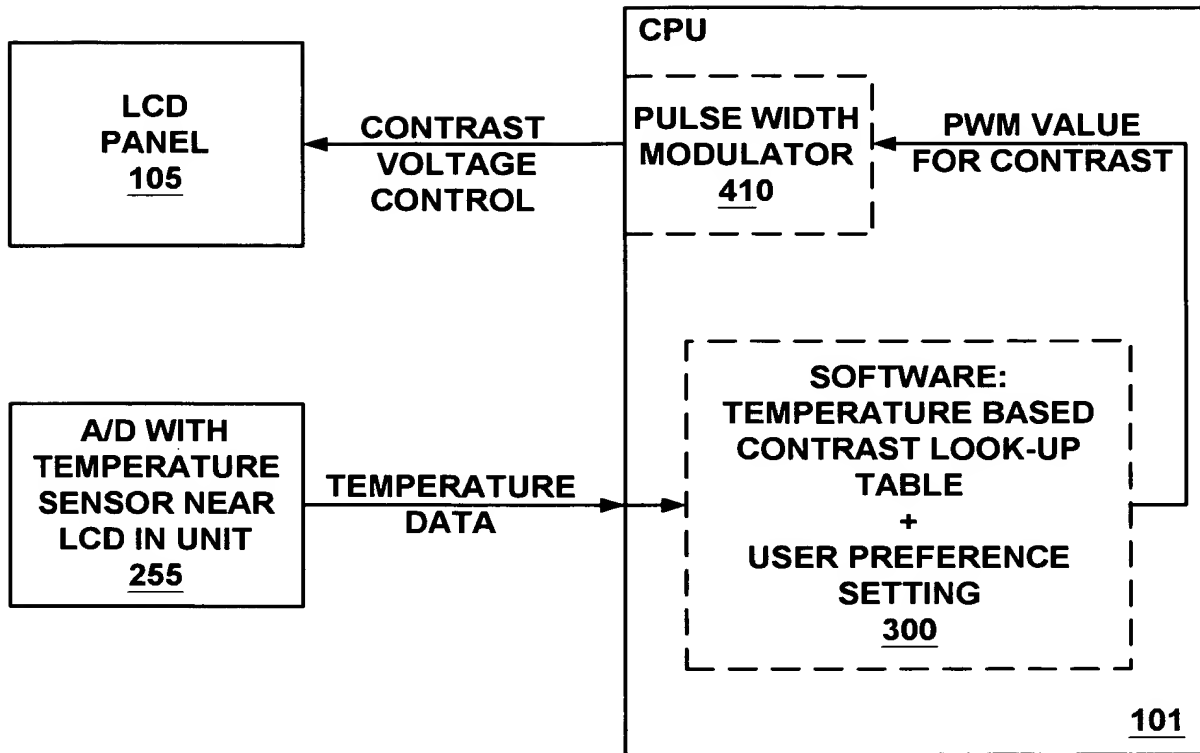 CPU
LCD
PANEL
105
CONTRAST
VOLTAGE
CONTROL
PULSE WIDTH
MODULATOR
410
PWM VALUE
FOR CONTRAST
A/D WITH
TEMPERATURE
SENSOR NEAR
LCD IN UNIT
255
TEMPERATURE
DATA
SOFTWARE:
TEMPERATURE BASED
CONTRAST LOOK-UP
TABLE
+
USER PREFERENCE
SETTING
300
101